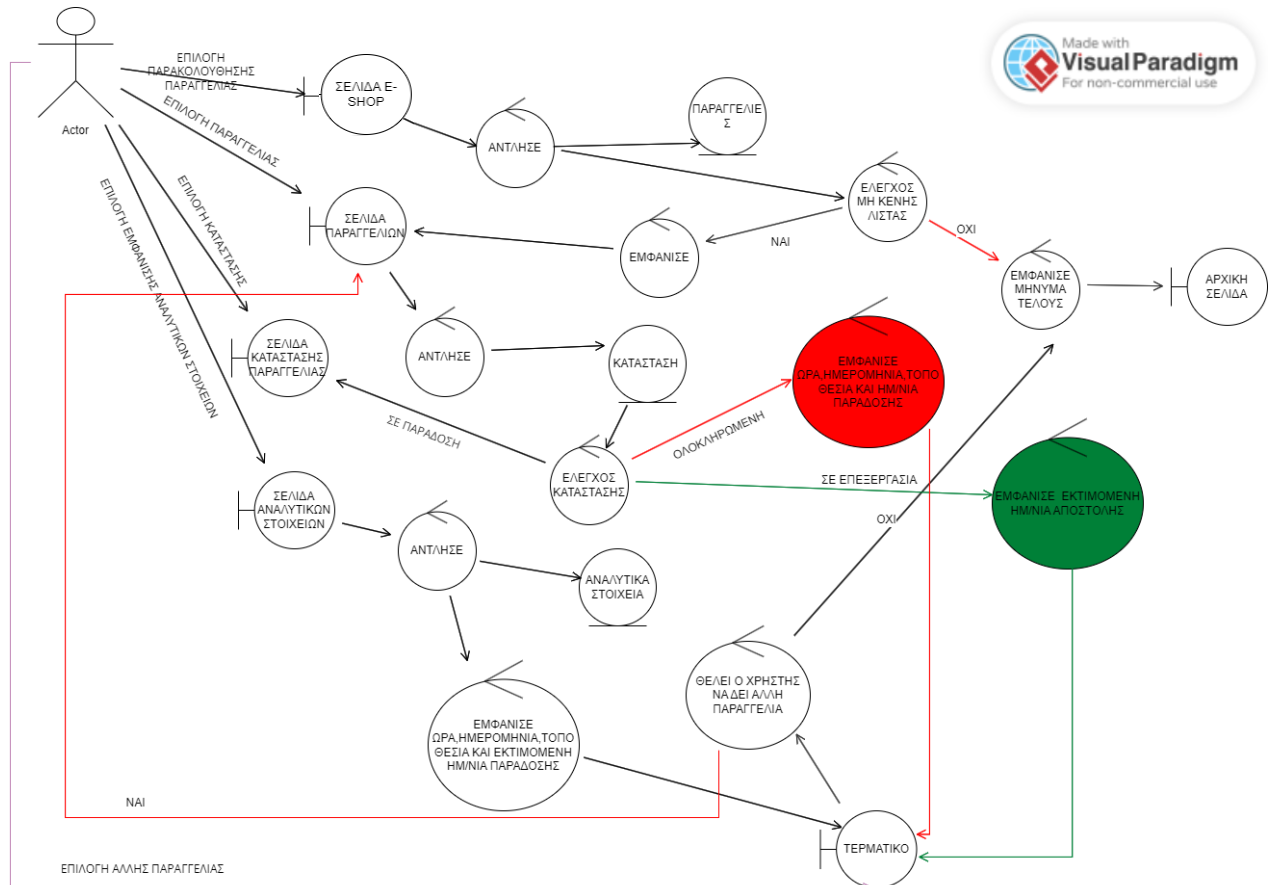 Made with
Visual Paradigm
For non-commercial use
Actor
ΕΠΙΛΟΓΗ
ΠΑΡΑΚΟΛΟΥΘΗΣΗΣ
ΠΑΡΑΓΓΕΛΙΑΣ
ΣΕΛΙΔΑ E-
SHOP
ΑΝΤΛΗΣΕ
ΠΑΡΑΓΓΕΛΙΕ
Σ
ΕΠΙΛΟΓΗ ΠΑΡΑΓΓΕΛΙΑΣ
ΕΛΕΓΧΟΣ
ΜΗ ΚΕΝΗΣ
ΛΙΣΤΑΣ
ΟΧΙ
ΝΑΙ
ΣΕΛΙΔΑ
ΠΑΡΑΓΓΕΛΙΩΝ
ΕΜΦΑΝΙΣΕ
ΕΜΦΑΝΙΣΕ
ΜΗΝΥΜΑ
ΤΕΛΟΥΣ
ΑΡΧΙΚΗ
ΣΕΛΙΔΑ
ΕΠΙΛΟΓΗ ΚΑΤΑΣΤΑΣΗΣ
ΕΠΙΛΟΓΗ ΕΜΦΑΝΙΣΗΣ ΑΝΑΛΥΤΙΚΩΝ ΣΤΟΙΧΕΙΩΝ
ΣΕΛΙΔΑ
ΚΑΤΑΣΤΑΣΗΣ
ΠΑΡΑΓΓΕΛΙΑΣ
ΑΝΤΛΗΣΕ
ΚΑΤΑΣΤΑΣΗ
ΕΜΦΑΝΙΣΕ
ΩΡΑ,ΗΜΕΡΟΜΗΝΙΑ,ΤΟΠΟ
ΘΕΣΙΑ ΚΑΙ ΗΜ/ΝΙΑ
ΠΑΡΑΔΟΣΗΣ
ΣΕ ΠΑΡΑΔΟΣΗ
ΟΛΟΚΛΗΡΩΜΕΝΗ
ΕΛΕΓΧΟΣ
ΚΑΤΑΣΤΑΣΗΣ
ΣΕ ΕΠΕΞΕΡΓΑΣΙΑ
ΕΜΦΑΝΙΣΕ ΕΚΤΙΜΟΜΕΝΗ
ΗΜ/ΝΙΑ ΑΠΟΣΤΟΛΗΣ
ΣΕΛΙΔΑ
ΑΝΑΛΥΤΙΚΩΝ
ΣΤΟΙΧΕΙΩΝ
ΟΧΙ
ΑΝΤΛΗΣΕ
ΑΝΑΛΥΤΙΚΑ
ΣΤΟΙΧΕΙΑ
ΘΕΛΕΙ Ο ΧΡΗΣΤΗΣ
ΝΑ ΔΕΙ ΑΛΛΗ
ΠΑΡΑΓΓΕΛΙΑ
ΕΜΦΑΝΙΣΕ
ΩΡΑ,ΗΜΕΡΟΜΗΝΙΑ,ΤΟΠΟ
ΘΕΣΙΑ ΚΑΙ ΕΚΤΙΜΟΜΕΝΗ
ΗΜ/ΝΙΑ ΠΑΡΑΔΟΣΗΣ
ΝΑΙ
ΤΕΡΜΑΤΙΚΟ
ΕΠΙΛΟΓΗ ΑΛΛΗΣ ΠΑΡΑΓΓΕΛΙΑΣ